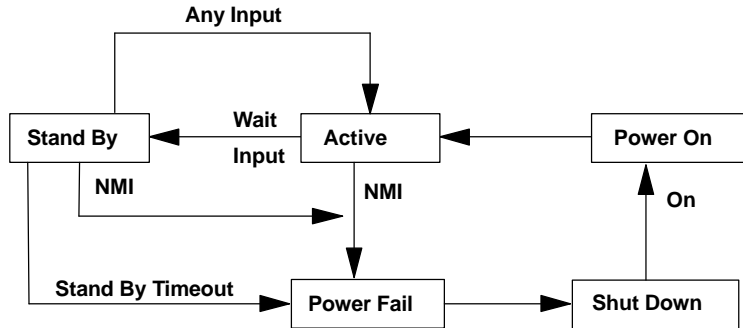 Any Input
Stand By
Wait
Input
Active
Power On
NMI
NMI
On
Stand By Timeout
Power Fail
Shut Down